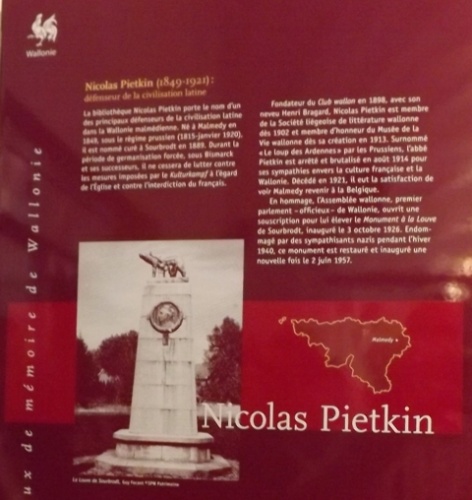 Wallonie
Nicolas Pietkin (1849-1921) :
défenseur de la civilisation latine
La bibliothèque Nicolas Pietkin porte le nom d'un
des principaux défenseurs de la civilisation latine
dans la Wallonie malmédienne. Né à Malmedy en
1849, sous le régime prussien (1815-janvier 1920),
il est nommé curé à Sourbrodt en 1889. Durant la
période de germanisation forcée, sous Bismarck
et ses successeurs, il ne cessera de lutter contre
les mesures imposées par le Kulturkampf à l'égard
de l'Église et contre l'interdiction du français.
Fondateur du Club wallon en 1898, avec son
neveu Henri Bragard, Nicolas Pietkin est membre
de la Société liégeoise de littérature wallonne
dès 1902 et membre d'honneur du Musée de la
Vie wallonne dès sa création en 1913. Surnommé
«Le loup des Ardennes» par les Prussiens, l'abbé
Pietkin est arrêté et brutalisé en août 1914 pour
ses sympathies envers la culture française et la
Wallonie. Décédé en 1921, il eut la satisfaction de
voir Malmedy revenir à la Belgique.
En hommage, l'Assemblée wallonne, premier
parlement «officieux» de Wallonie, ouvrit une
souscription pour lui élever le Monument à la Louve
de Sourbrodt, inauguré le 3 octobre 1926. Endom-
magé par des sympathisants nazis pendant l'hiver
1940, ce monument est restauré et inauguré une
nouvelle fois le 2 juin 1957.
ux de mémoire de Wallonie
Malmedy
Nicolas Pietkin
La Louve de Sourbrodt, Guy Focant ©SPW Patrimoine